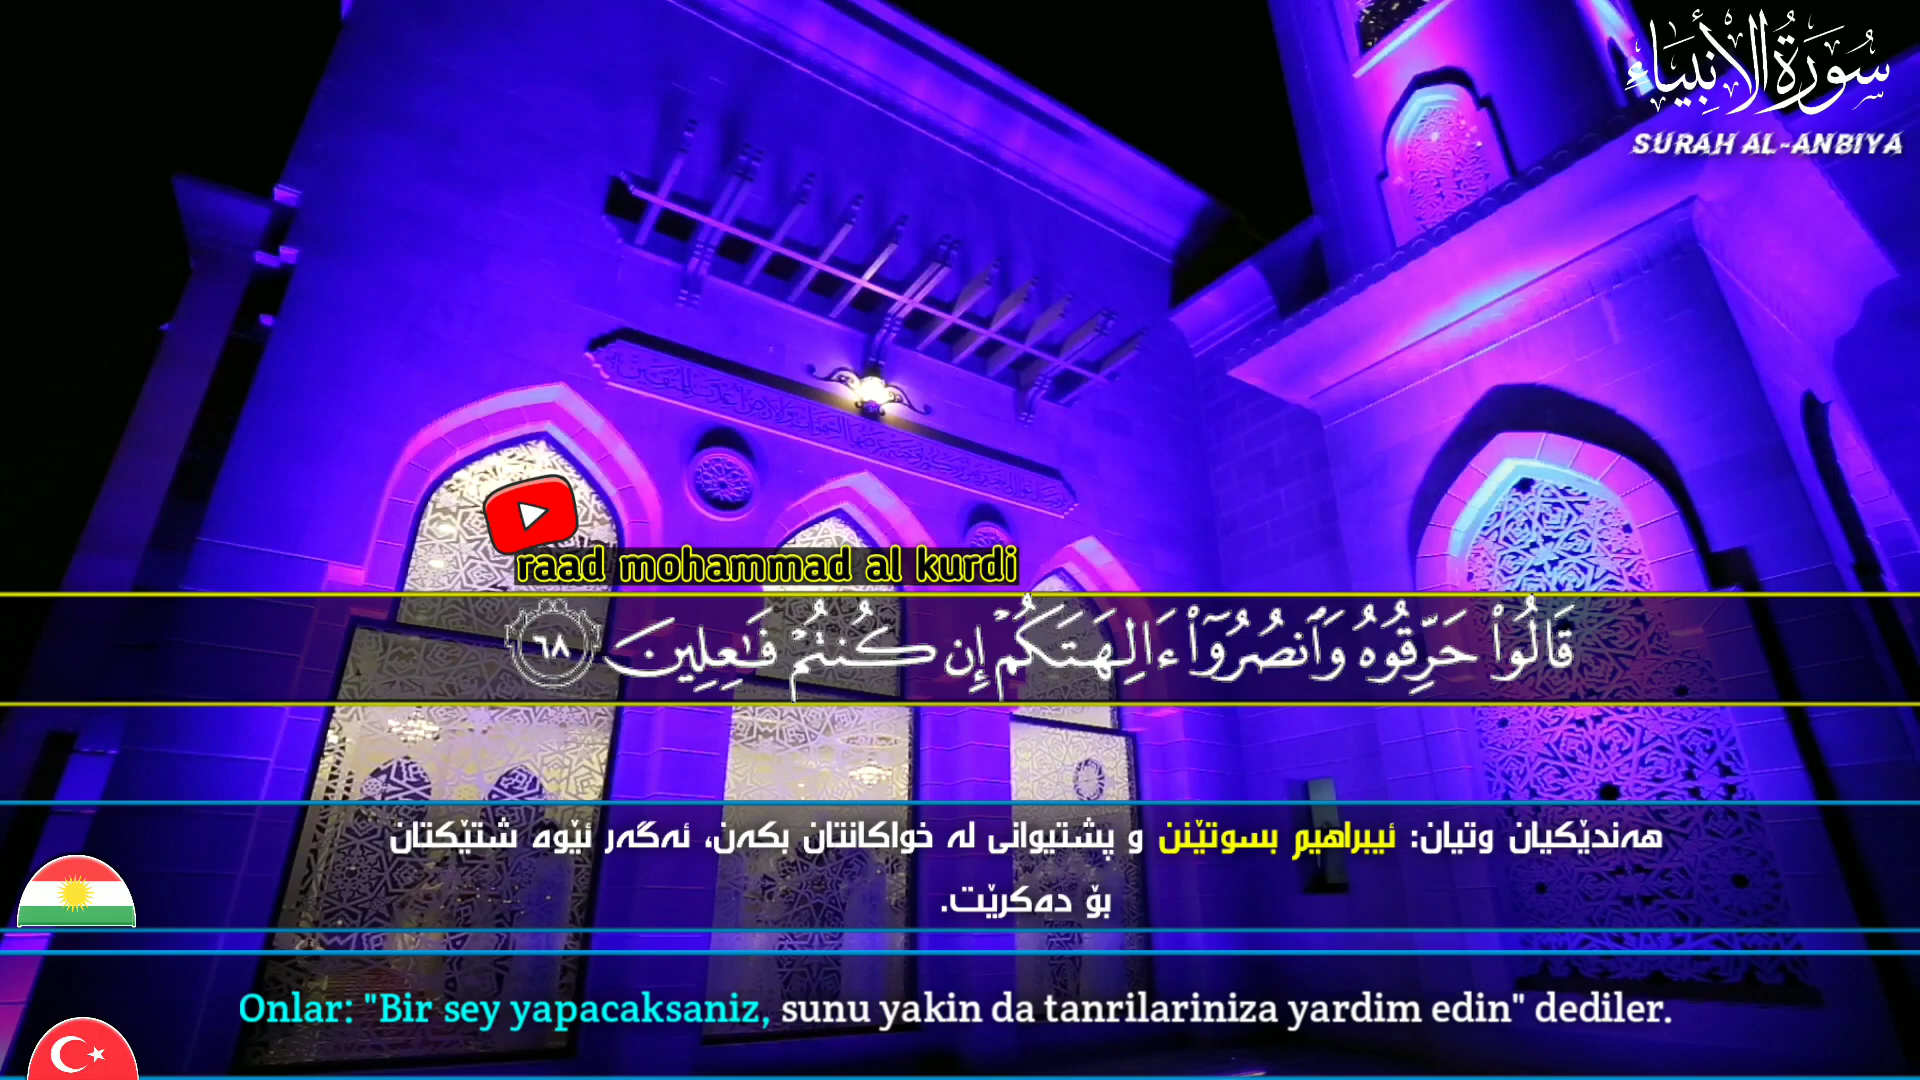 سُورَةُ الأَنْبِيَاء
SURAH AL-ANBIYA
raad mohammad al kurdi
قَالُوا۟ حَرِّقُوهُ وَٱنصُرُوٓا۟ ءَالِهَتَكُمْ إِن كُنتُمْ فَٰعِلِينَ ٦٨
هەندێکیان وتیان: ئیبراهیم بسوتێنن و پشتیوانی لە خواکانتان بکەن، ئەگەر ئێوە شتێکتان
بۆ دەکرێت.
Onlar: "Bir sey yapacaksaniz, sunu yakin da tanrilariniza yardim edin" dediler.